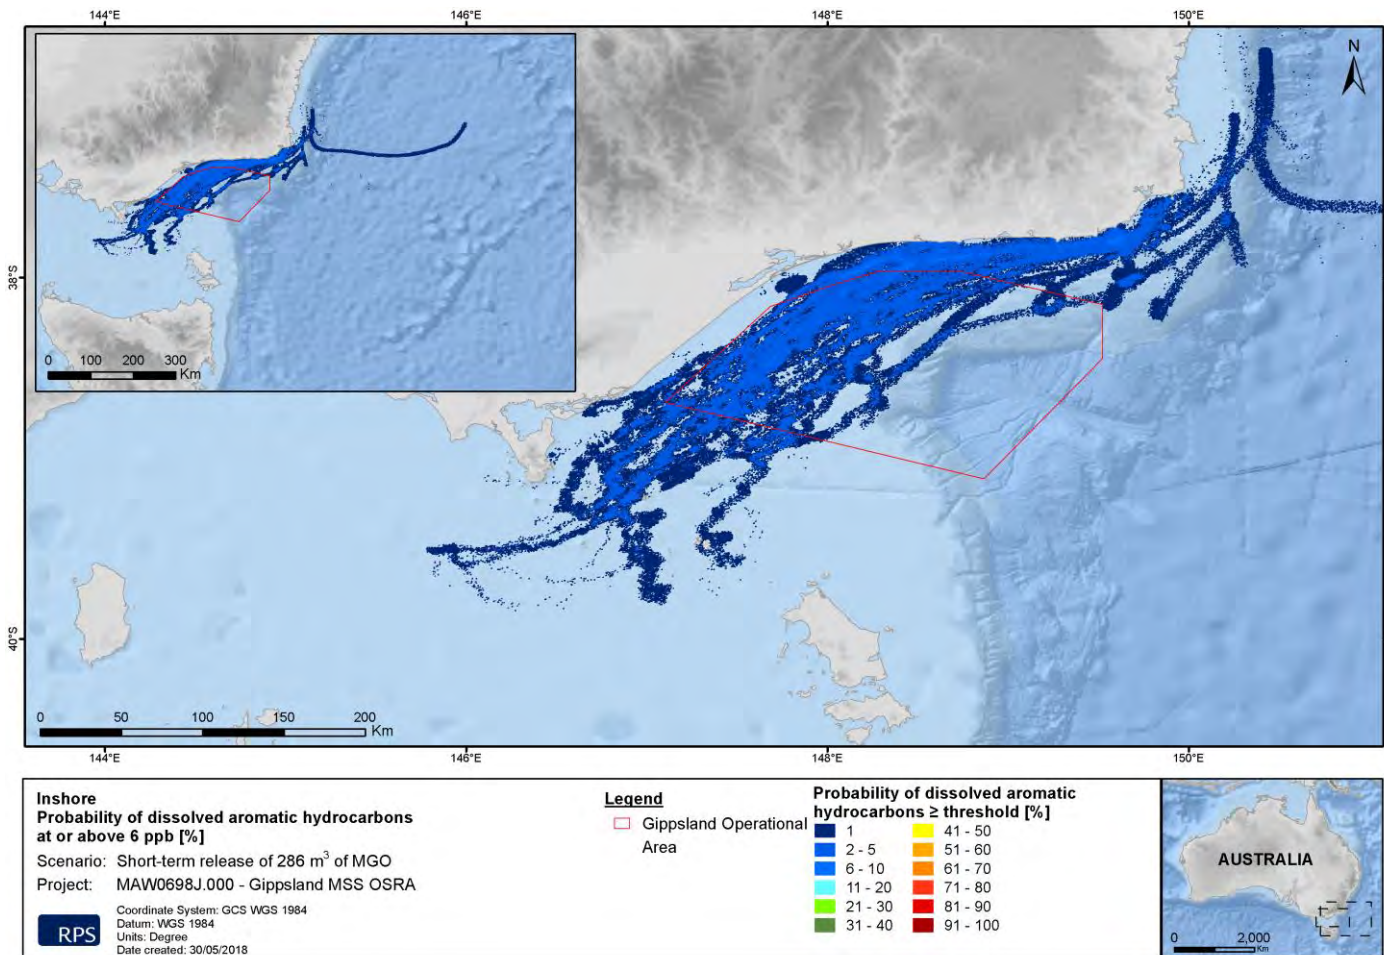 144°E 146°E 148°E 150°E
N
38°S
0 100 200 300
Km
40°S
0 50 100 150 200
Km
144°E 146°E 148°E 150°E
Inshore
Probability of dissolved aromatic hydrocarbons
at or above 6 ppb [%]
Scenario: Short-term release of 286 m³ of MGO
Project: MAW0698J.000 - Gippsland MSS OSRA
RPS
Coordinate System: GCS WGS 1984
Datum: WGS 1984
Units: Degree
Date created: 30/05/2018
Legend
Gippsland Operational
Area
Probability of dissolved aromatic
hydrocarbons ≥ threshold [%]
1 41 - 50
2 - 5 51 - 60
6 - 10 61 - 70
11 - 20 71 - 80
21 - 30 81 - 90
31 - 40 91 - 100
AUSTRALIA
0 2,000
Km